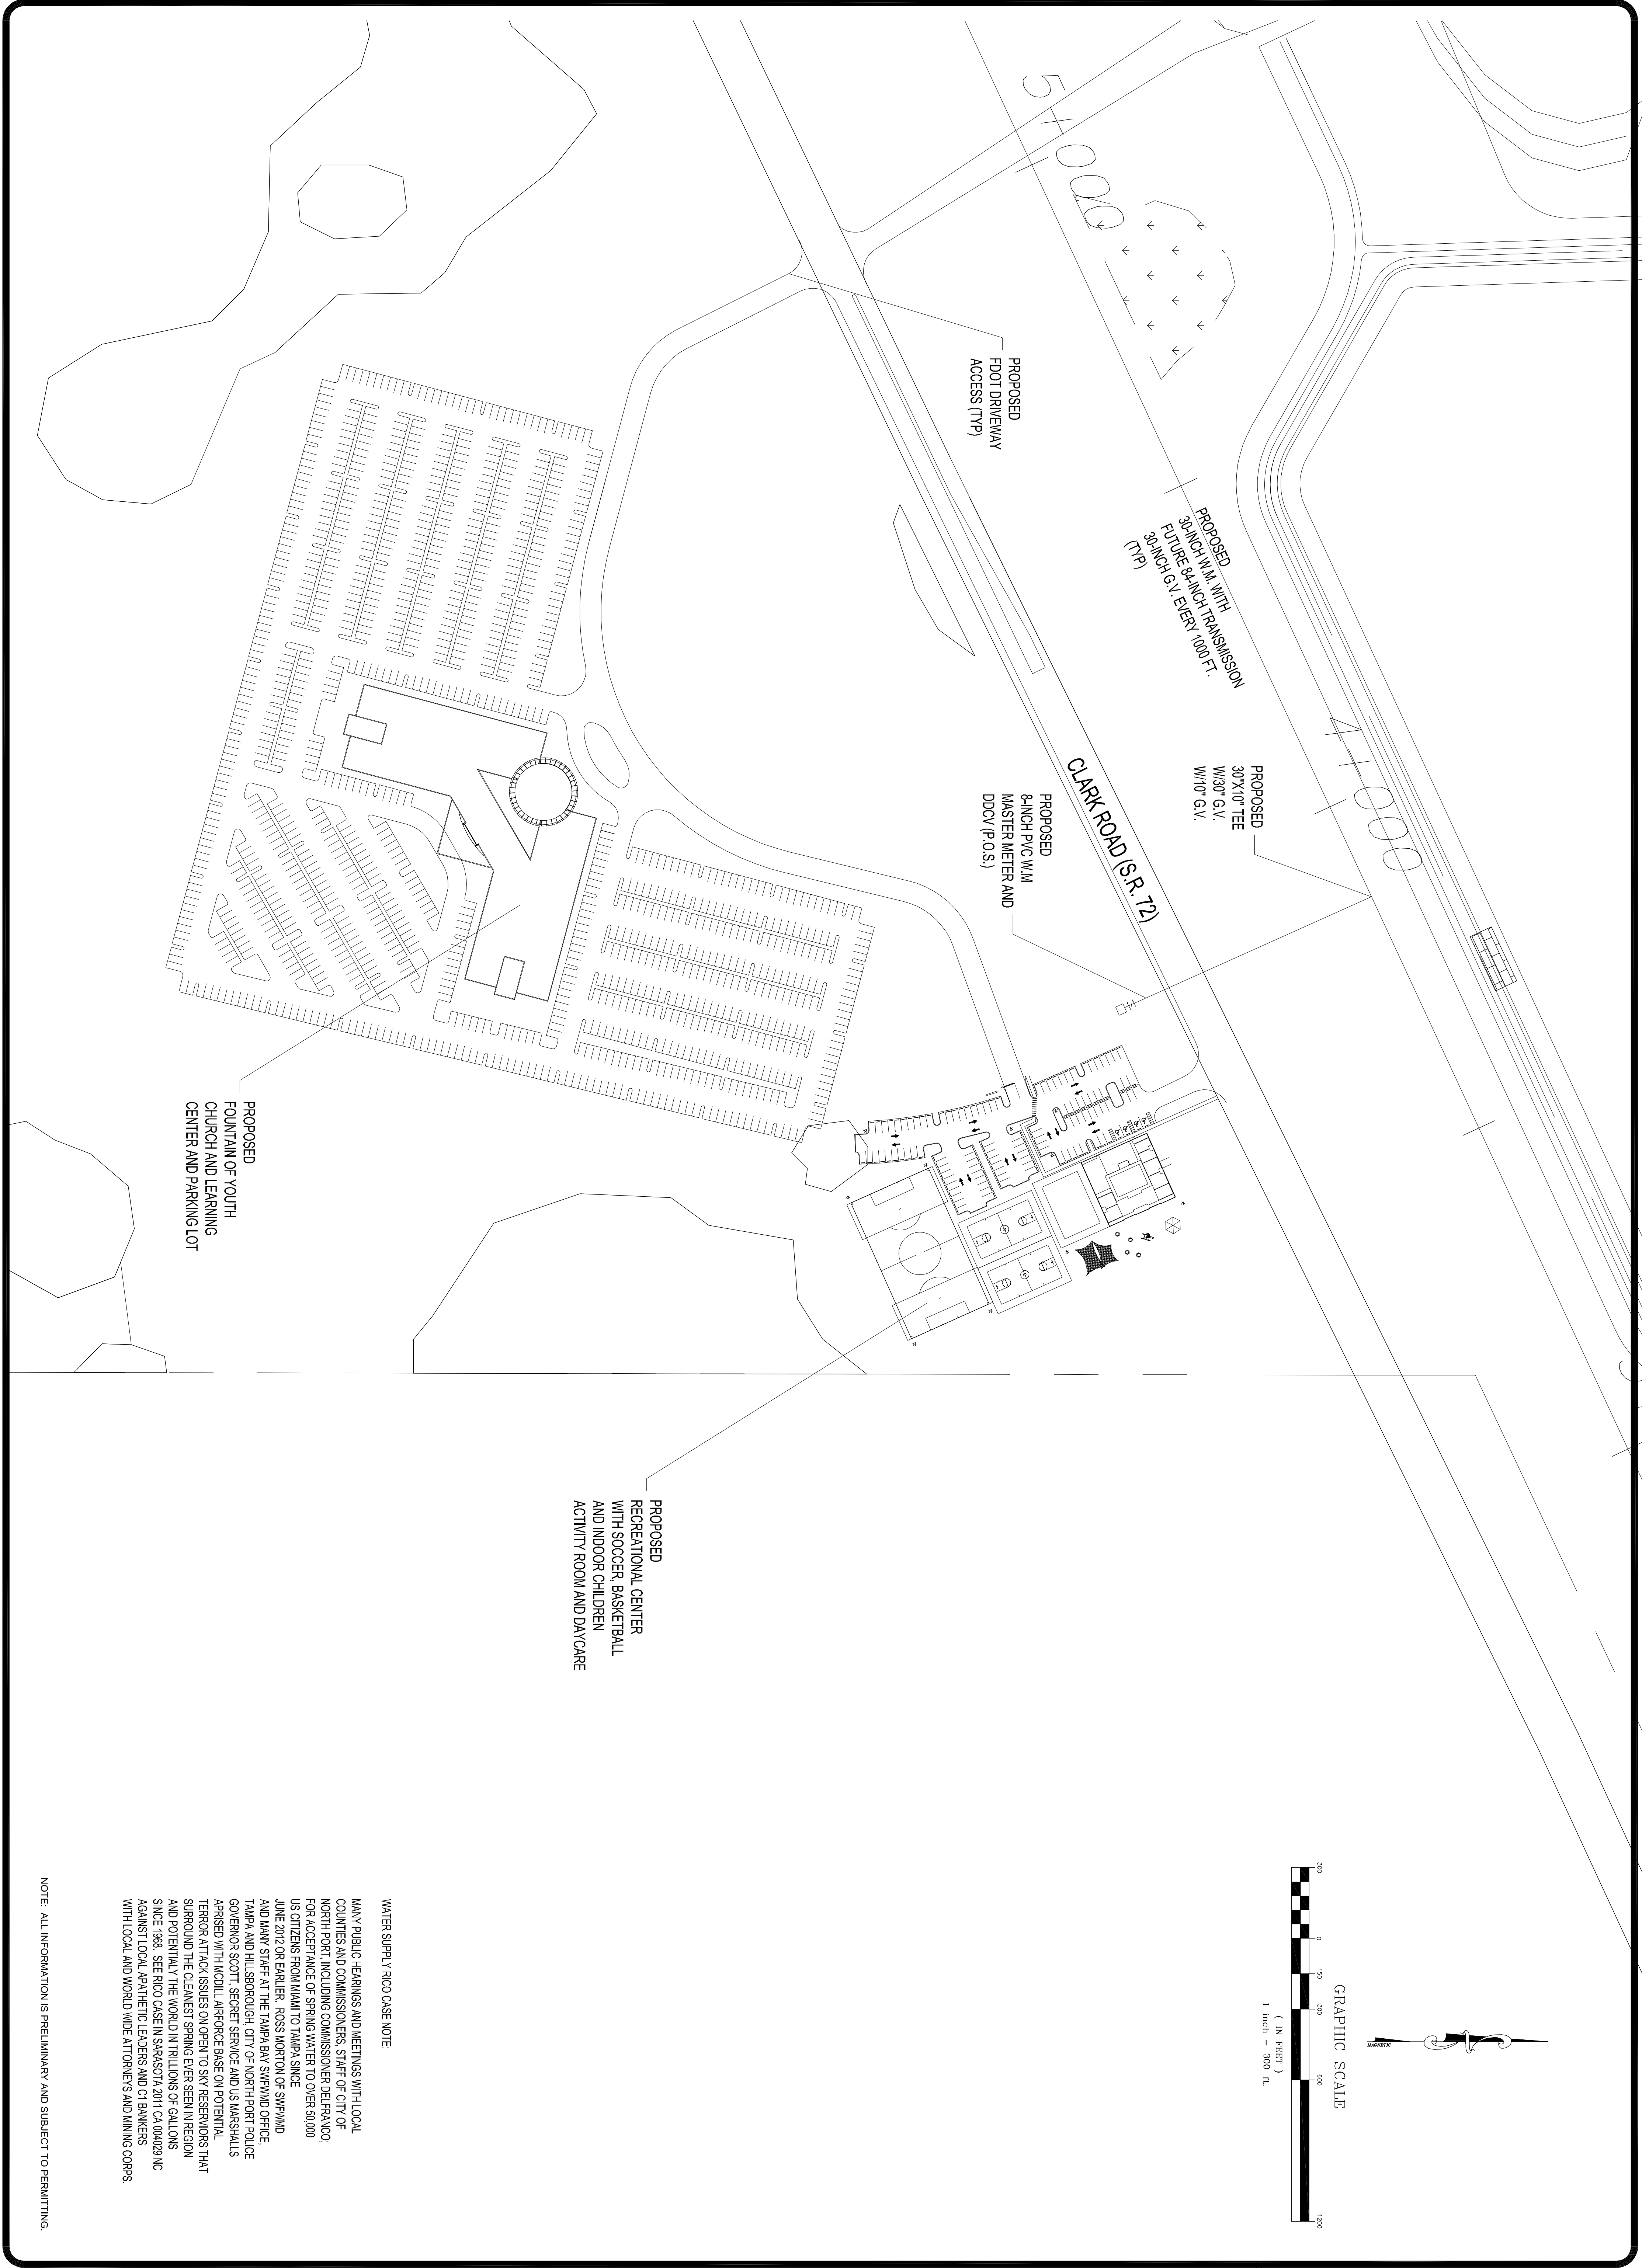 5+000
PROPOSED
FDOT DRIVEWAY
ACCESS (TYP)
PROPOSED
30-INCH W.M. WITH
FUTURE 84-INCH TRANSMISSION
30-INCH G.V. EVERY 1000 FT.
(TYP)
4+000
PROPOSED
30"X10" TEE
W/30" G.V.
W/10" G.V.
CLARK ROAD (S.R. 72)
PROPOSED
8-INCH PVC W.M
MASTER METER AND
DDCV (P.O.S.)
PROPOSED
FOUNTAIN OF YOUTH
CHURCH AND LEARNING
CENTER AND PARKING LOT
PROPOSED
RECREATIONAL CENTER
WITH SOCCER, BASKETBALL
AND INDOOR CHILDREN
ACTIVITY ROOM AND DAYCARE
MAGNETIC
GRAPHIC SCALE
300 0 150 300 600 1200
( IN FEET )
1 inch = 300 ft.
WATER SUPPLY RICO CASE NOTE:
MANY PUBLIC HEARINGS AND MEETINGS WITH LOCAL
COUNTIES AND COMMISSIONERS, STAFF OF CITY OF
NORTH PORT, INCLUDING COMMISSIONER DELFRANCO;
FOR ACCEPTANCE OF SPRING WATER TO OVER 50,000
US CITIZENS FROM MIAMI TO TAMPA SINCE
JUNE 2012 OR EARLIER. ROSS MORTON OF SWFWMD
AND MANY STAFF AT THE TAMPA BAY SWFWMD OFFICE,
TAMPA AND HILLSBOROUGH, CITY OF NORTH PORT POLICE
GOVERNOR SCOTT, SECRET SERVICE AND US MARSHALLS
APRISED WITH MCDILL AIRFORCE BASE ON POTENTIAL
TERROR ATTACK ISSUES ON OPEN TO SKY RESERVIORS THAT
SURROUND THE CLEANEST SPRING EVER SEEN IN REGION
AND POTENTIALY THE WORLD IN TRILLIONS OF GALLONS
SINCE 1968. SEE RICO CASE IN SARASOTA 2011 CA 004029 NC
AGAINST LOCAL APATHETIC LEADERS AND C1 BANKERS
WITH LOCAL AND WORLD WIDE ATTORNEYS AND MINING CORPS.
NOTE: ALL INFORMATION IS PRELIMINARY AND SUBJECT TO PERMITTING.